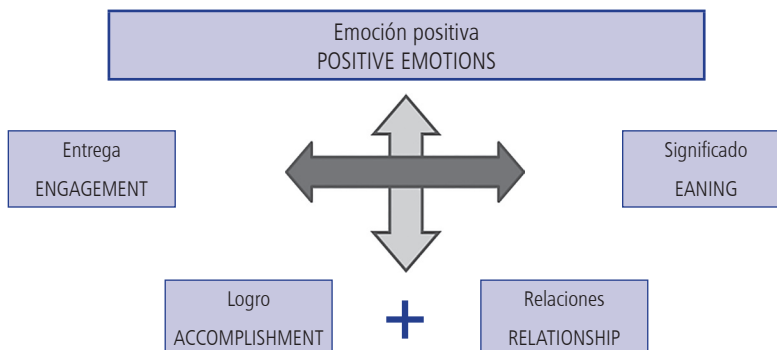 Emoción positiva
POSITIVE EMOTIONS
Entrega
ENGAGEMENT
Significado
EANING
Logro
ACCOMPLISHMENT
+
Relaciones
RELATIONSHIP